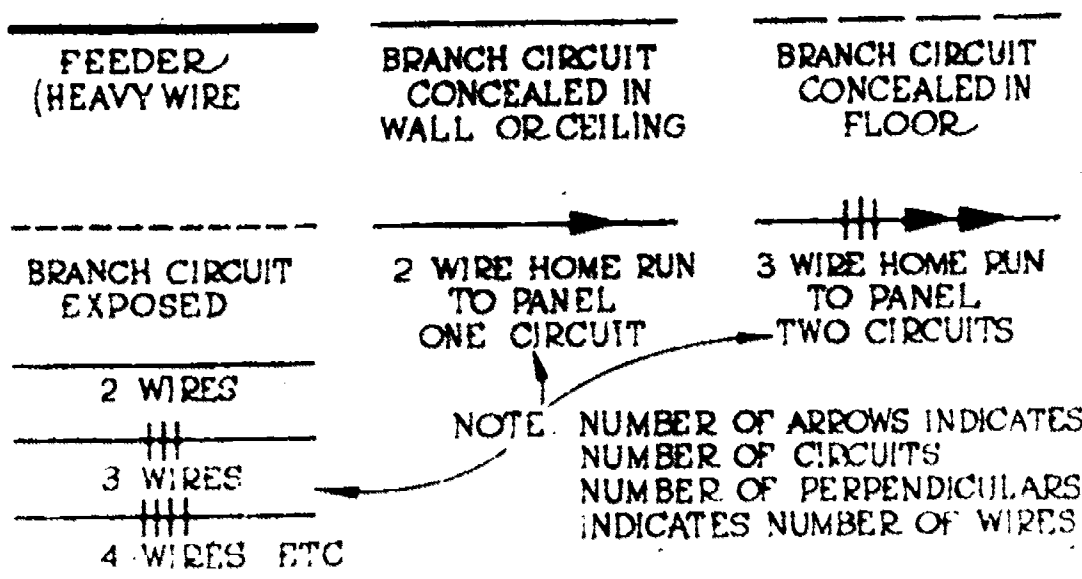 FEEDER
(HEAVY WIRE
BRANCH CIRCUIT
CONCEALED IN
WALL OR CEILING
BRANCH CIRCUIT
CONCEALED IN
FLOOR
BRANCH CIRCUIT
EXPOSED
2 WIRE HOME RUN
TO PANEL
ONE CIRCUIT
3 WIRE HOME RUN
TO PANEL
TWO CIRCUITS
2 WIRES
3 WIRES
4 WIRES ETC
NOTE: NUMBER OF ARROWS INDICATES
NUMBER OF CIRCUITS
NUMBER OF PERPENDICULARS
INDICATES NUMBER OF WIRES